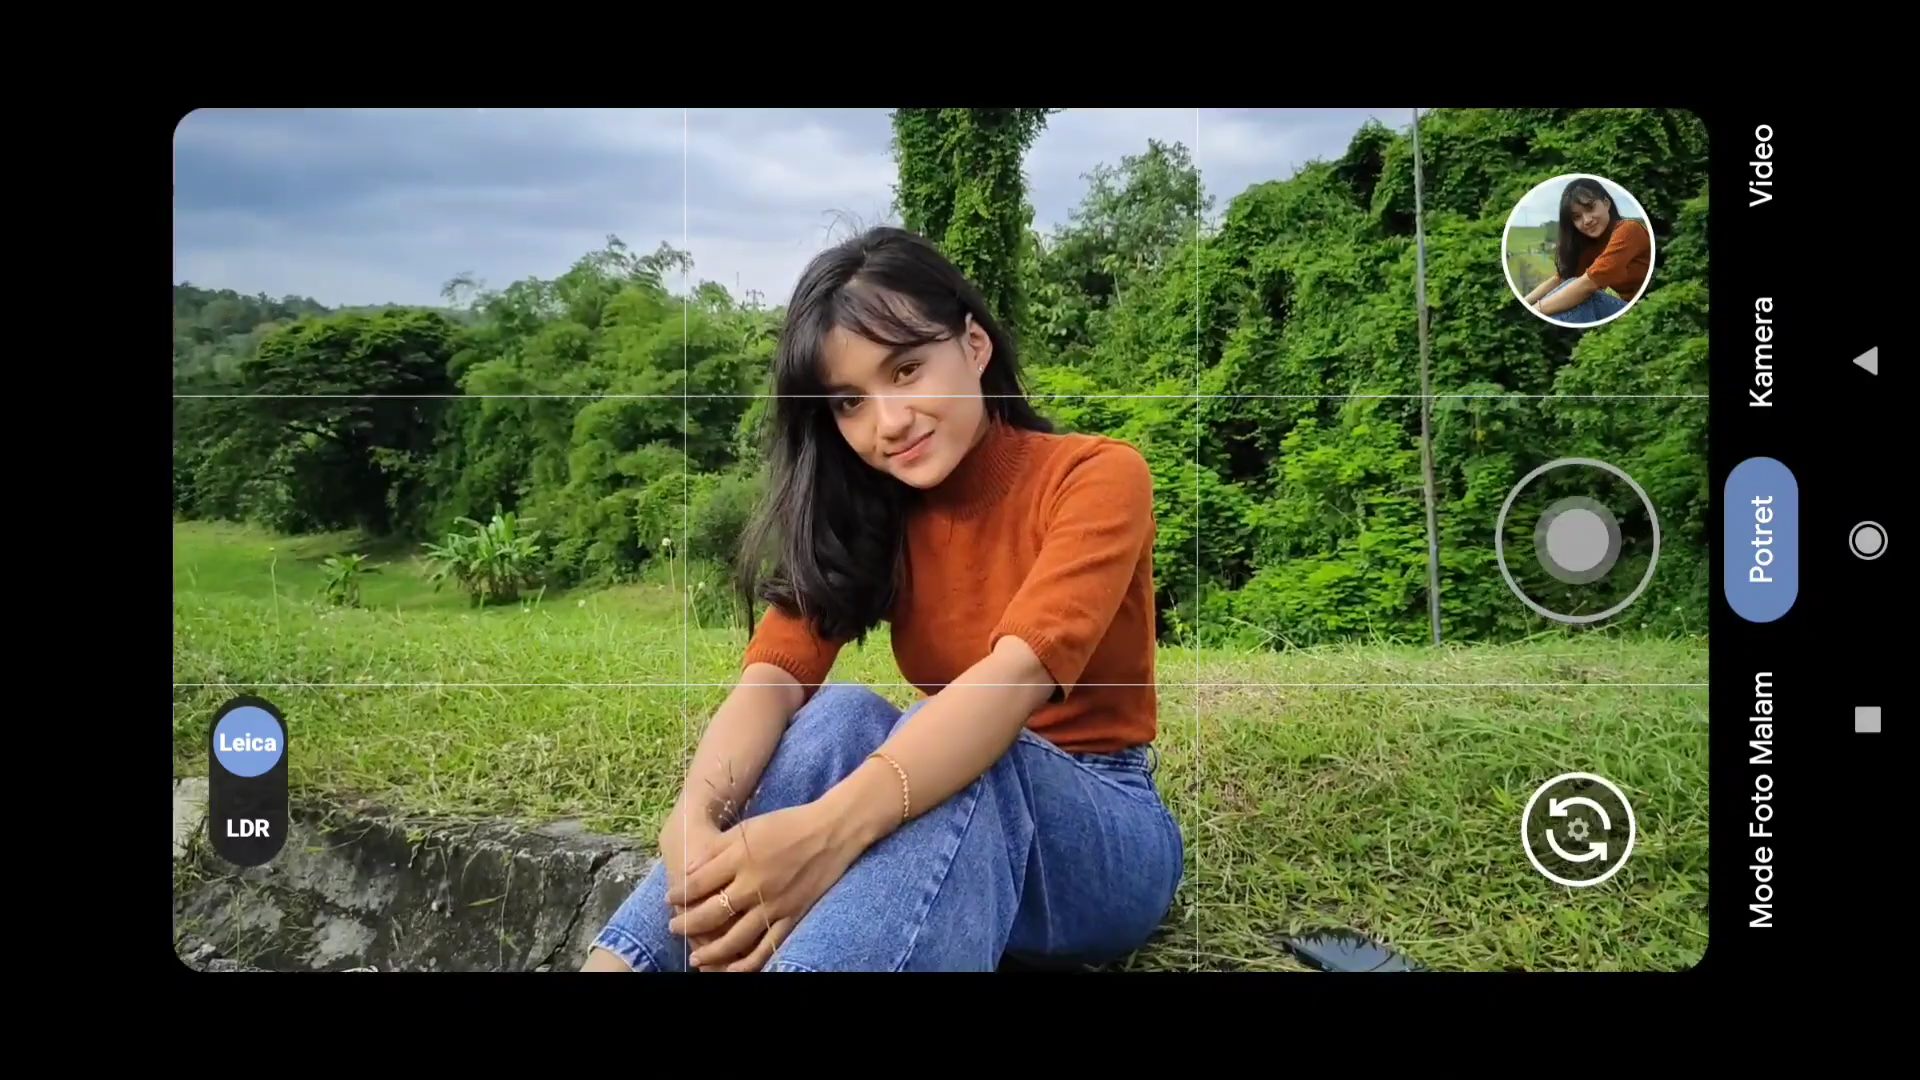 Leica
LDR
Video
Kamera
Potret
Mode Foto Malam